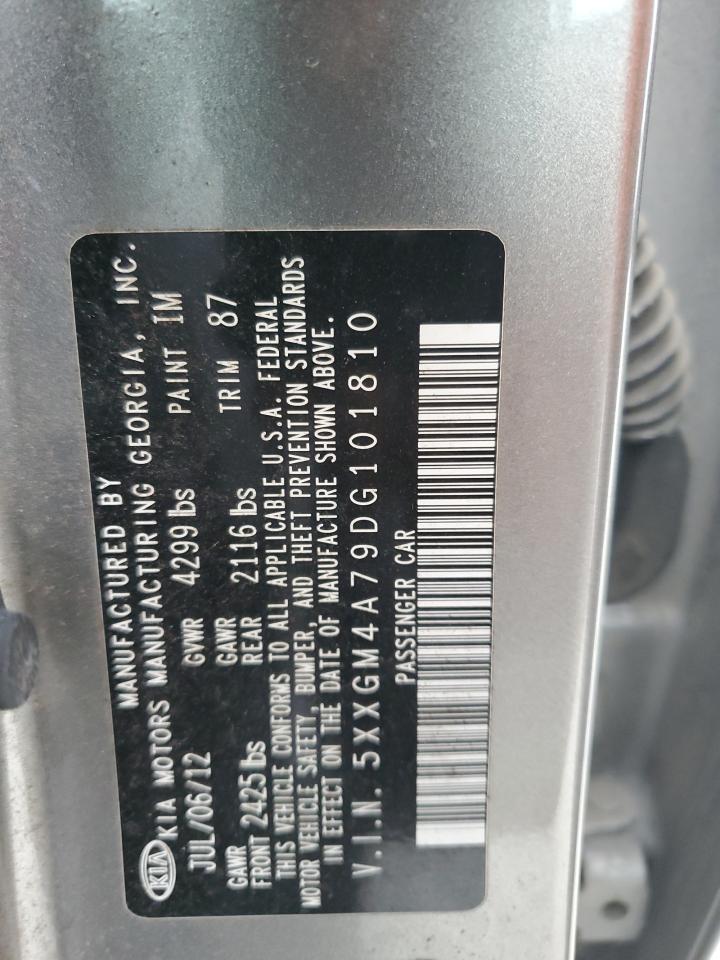 MANUFACTURED BY
KIA KIA MOTORS MANUFACTURING GEORGIA, INC.
JUL/06/12 GVWR 4299 lbs PAINT IM
GAWR FRONT 2425 lbs GAWR REAR 2116 lbs TRIM 87
THIS VEHICLE CONFORMS TO ALL APPLICABLE U.S.A. FEDERAL
MOTOR VEHICLE SAFETY, BUMPER, AND THEFT PREVENTION STANDARDS
IN EFFECT ON THE DATE OF MANUFACTURE SHOWN ABOVE.
V.I.N. 5XXGM4A79DG101810
PASSENGER CAR